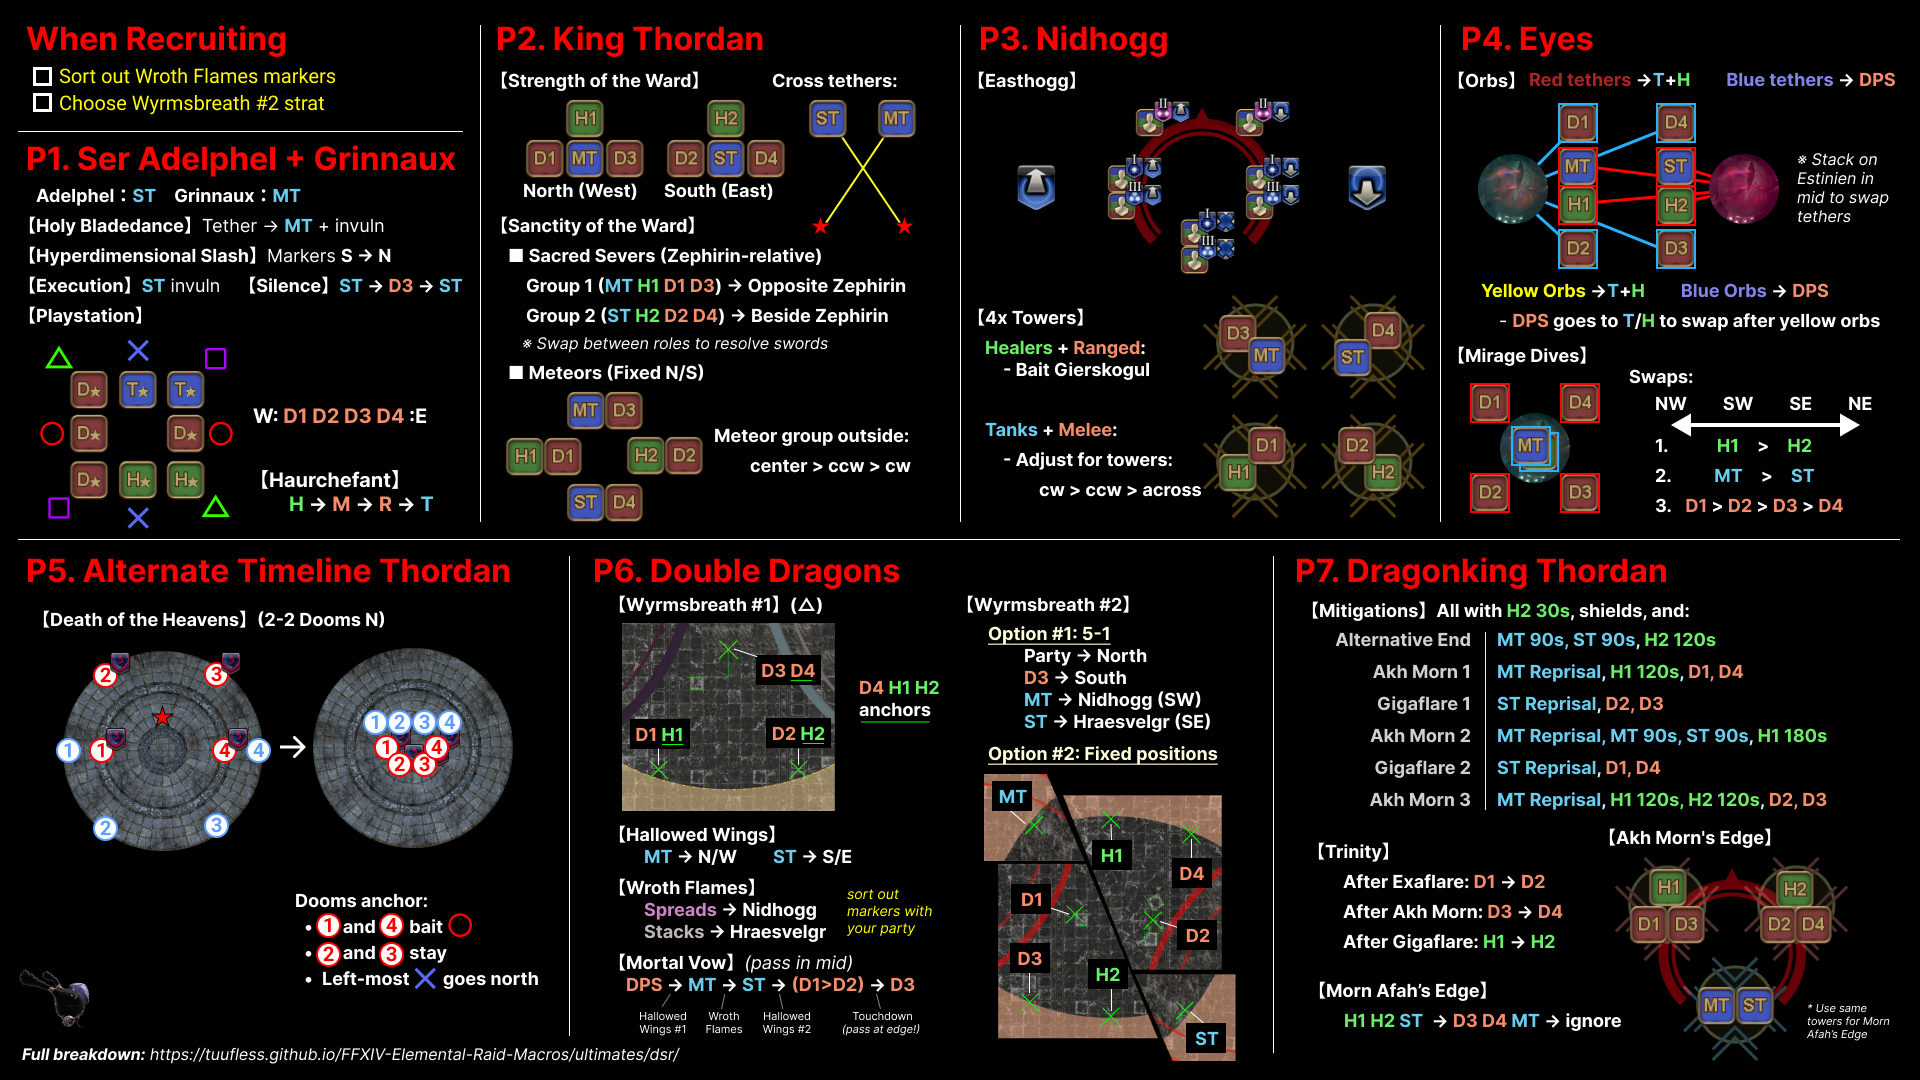 When Recruiting
Sort out Wroth Flames markers
Choose Wyrmsbreath #2 strat
P1. Ser Adelphel + Grinnaux
Adelphel : ST Grinnaux : MT
【Holy Bladedance】 Tether → MT + invuln
【Hyperdimensional Slash】 Markers S → N
【Execution】 ST invuln 【Silence】 ST → D3 → ST
【Playstation】
D★ T★ T★
D★ D★
D★ H★ H★
W: D1 D2 D3 D4 :E
【Haurchefant】
H → M → R → T
P2. King Thordan
【Strength of the Ward】 Cross tethers:
H1 H2 ST MT
D1 MT D3 D2 ST D4
North (West) South (East)
【Sanctity of the Ward】
■ Sacred Severs (Zephirin-relative)
Group 1 (MT H1 D1 D3) → Opposite Zephirin
Group 2 (ST H2 D2 D4) → Beside Zephirin
※ Swap between roles to resolve swords
■ Meteors (Fixed N/S)
MT D3
H1 D1 H2 D2
ST D4
Meteor group outside:
center > ccw > cw
P3. Nidhogg
【Easthogg】
II II
I I
III III
I
III
【4x Towers】
Healers + Ranged:
- Bait Gierskogul
D3 MT D4 ST
Tanks + Melee:
- Adjust for towers:
cw > ccw > across
D1 H1 D2 H2
P4. Eyes
【Orbs】 Red tethers →T+H Blue tethers → DPS
D1 D4
MT ST
H1 H2
D2 D3
※ Stack on
Estinien in
mid to swap
tethers
Yellow Orbs →T+H Blue Orbs → DPS
- DPS goes to T/H to swap after yellow orbs
【Mirage Dives】
D1 D4
MT
D2 D3
Swaps:
NW SW SE NE
1. H1 > H2
2. MT > ST
3. D1 > D2 > D3 > D4
P5. Alternate Timeline Thordan
【Death of the Heavens】 (2-2 Dooms N)
2 3
1 1 4 4
2 3
1 2 3 4
1 4
2 3
Dooms anchor:
• 1 and 4 bait
• 2 and 3 stay
• Left-most goes north
Full breakdown: https://tuufless.github.io/FFXIV-Elemental-Raid-Macros/ultimates/dsr/
P6. Double Dragons
【Wyrmsbreath #1】 (△)
D3 D4
D1 H1 D2 H2
D4 H1 H2
anchors
【Hallowed Wings】
MT → N/W ST → S/E
【Wroth Flames】
Spreads → Nidhogg
Stacks → Hraesvelgr
sort out
markers with
your party
【Mortal Vow】 (pass in mid)
DPS → MT → ST → (D1>D2) → D3
Hallowed Wings #1
Wroth Flames
Hallowed Wings #2
Touchdown (pass at edge!)
【Wyrmsbreath #2】
Option #1: 5-1
Party → North
D3 → South
MT → Nidhogg (SW)
ST → Hraesvelgr (SE)
Option #2: Fixed positions
MT
H1
D4
D1
D2
D3
H2
ST
P7. Dragonking Thordan
【Mitigations】 All with H2 30s, shields, and:
Alternative End MT 90s, ST 90s, H2 120s
Akh Morn 1 MT Reprisal, H1 120s, D1, D4
Gigaflare 1 ST Reprisal, D2, D3
Akh Morn 2 MT Reprisal, MT 90s, ST 90s, H1 180s
Gigaflare 2 ST Reprisal, D1, D4
Akh Morn 3 MT Reprisal, H1 120s, H2 120s, D2, D3
【Trinity】
After Exaflare: D1 → D2
After Akh Morn: D3 → D4
After Gigaflare: H1 → H2
【Morn Afah's Edge】
H1 H2 ST → D3 D4 MT → ignore
【Akh Morn's Edge】
H1 H2
D1 D3 D2 D4
MT ST
* Use same
towers for Morn
Afah's Edge